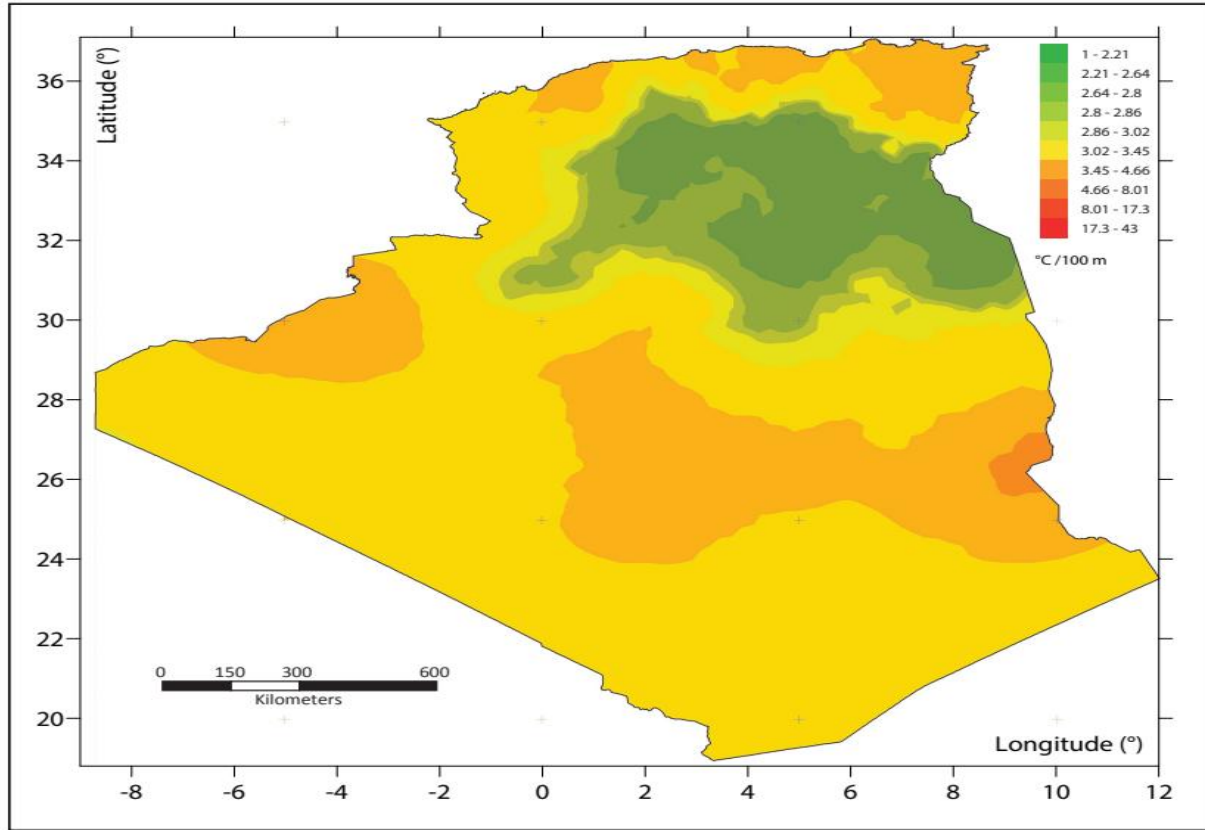 Latitude (°)
36
34
32
30
28
26
24
22
20
1 - 2.21
2.21 - 2.64
2.64 - 2.8
2.8 - 2.86
2.86 - 3.02
3.02 - 3.45
3.45 - 4.66
4.66 - 8.01
8.01 - 17.3
17.3 - 43
°C /100 m
0 150 300 600
Kilometers
Longitude (°)
-8 -6 -4 -2 0 2 4 6 8 10 12